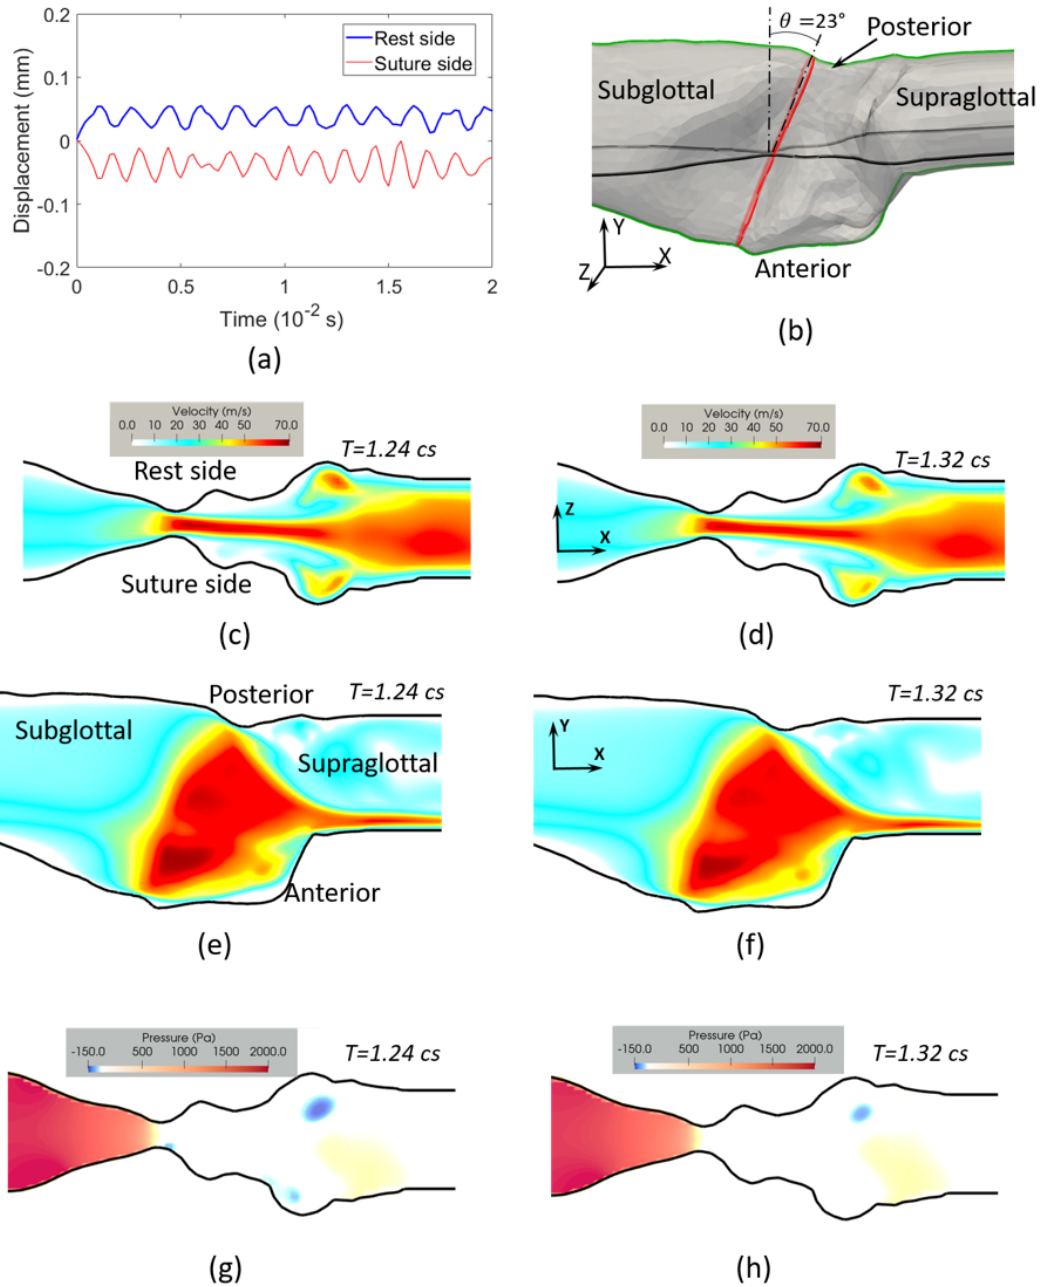 0.2
0.1
0
-0.1
-0.2
Displacement (mm)
Rest side
Suture side
0
0.5
1
1.5
2
Time (10⁻² s)
(a)
θ =23°
Posterior
Subglottal
Supraglottal
Y
X
Z
Anterior
(b)
Velocity (m/s)
0.0 10 20 30 40 50 70.0
T=1.24 cs
Rest side
Suture side
(c)
Velocity (m/s)
0.0 10 20 30 40 50 70.0
T=1.32 cs
Z
X
(d)
Posterior
T=1.24 cs
Subglottal
Supraglottal
Anterior
(e)
T=1.32 cs
Y
X
(f)
Pressure (Pa)
-150.0 500 1000 1500 2000.0
T=1.24 cs
(g)
Pressure (Pa)
-150.0 500 1000 1500 2000.0
T=1.32 cs
(h)